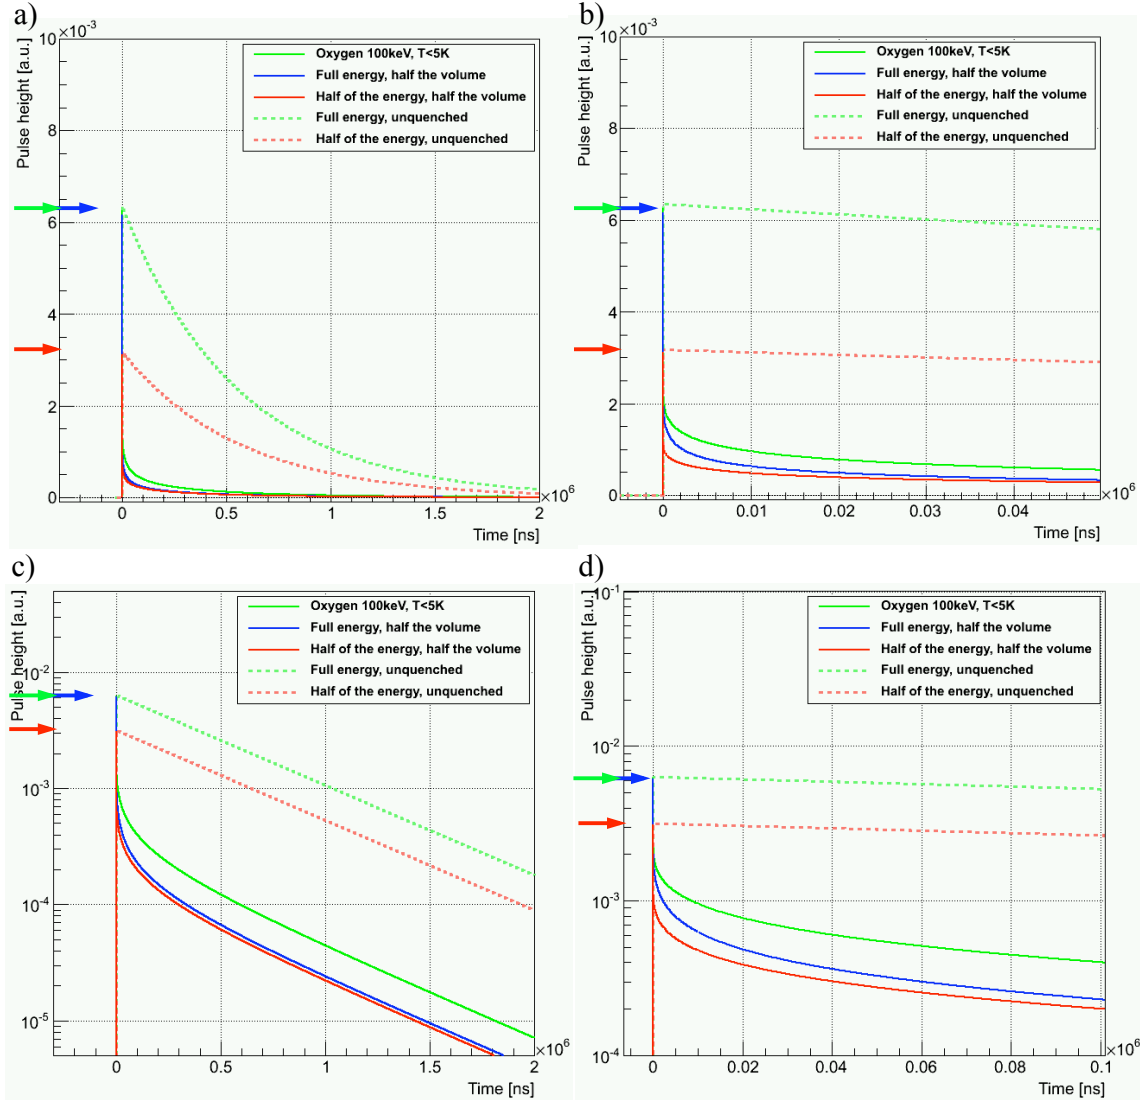 a)
×10⁻³
Pulse height [a.u.]
10
8
6
4
2
0
Oxygen 100keV, T<5K
Full energy, half the volume
Half of the energy, half the volume
Full energy, unquenched
Half of the energy, unquenched
0 0.5 1 1.5 2
×10⁶
Time [ns]
b)
×10⁻³
Pulse height [a.u.]
10
8
6
4
2
0
Oxygen 100keV, T<5K
Full energy, half the volume
Half of the energy, half the volume
Full energy, unquenched
Half of the energy, unquenched
0 0.01 0.02 0.03 0.04
×10⁶
Time [ns]
c)
Pulse height [a.u.]
10⁻²
10⁻³
10⁻⁴
10⁻⁵
Oxygen 100keV, T<5K
Full energy, half the volume
Half of the energy, half the volume
Full energy, unquenched
Half of the energy, unquenched
0 0.5 1 1.5 2
×10⁶
Time [ns]
d)
Pulse height [a.u.]
10⁻¹
10⁻²
10⁻³
10⁻⁴
Oxygen 100keV, T<5K
Full energy, half the volume
Half of the energy, half the volume
Full energy, unquenched
Half of the energy, unquenched
0 0.02 0.04 0.06 0.08 0.1
×10⁶
Time [ns]